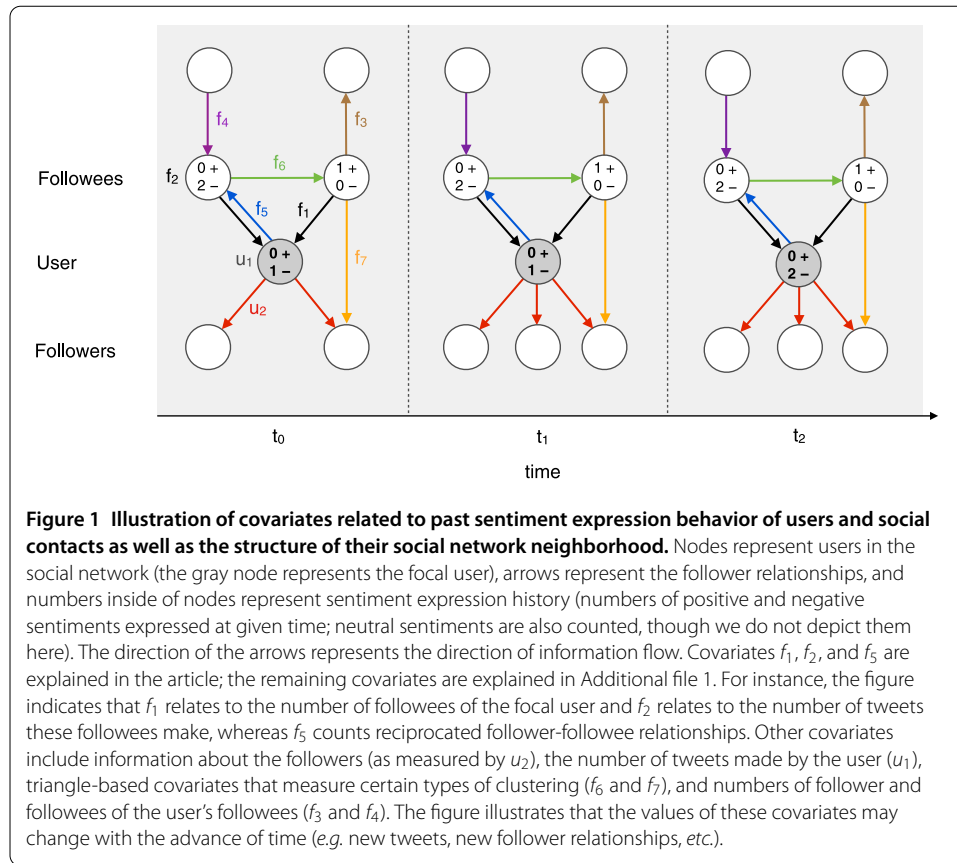 f4
f3
Followees
f2
0 +
2 –
f6
1 +
0 –
0 +
2 –
1 +
0 –
0 +
2 –
1 +
0 –
f5
f1
User
u1
0 +
1 –
f7
0 +
1 –
0 +
2 –
u2
Followers
t0
t1
t2
time
Figure 1 Illustration of covariates related to past sentiment expression behavior of users and social
contacts as well as the structure of their social network neighborhood. Nodes represent users in the
social network (the gray node represents the focal user), arrows represent the follower relationships, and
numbers inside of nodes represent sentiment expression history (numbers of positive and negative
sentiments expressed at given time; neutral sentiments are also counted, though we do not depict them
here). The direction of the arrows represents the direction of information flow. Covariates f1, f2, and f5 are
explained in the article; the remaining covariates are explained in Additional file 1. For instance, the figure
indicates that f1 relates to the number of followees of the focal user and f2 relates to the number of tweets
these followees make, whereas f5 counts reciprocated follower-followee relationships. Other covariates
include information about the followers (as measured by u2), the number of tweets made by the user (u1),
triangle-based covariates that measure certain types of clustering (f6 and f7), and numbers of follower and
followees of the user's followees (f3 and f4). The figure illustrates that the values of these covariates may
change with the advance of time (e.g. new tweets, new follower relationships, etc.).